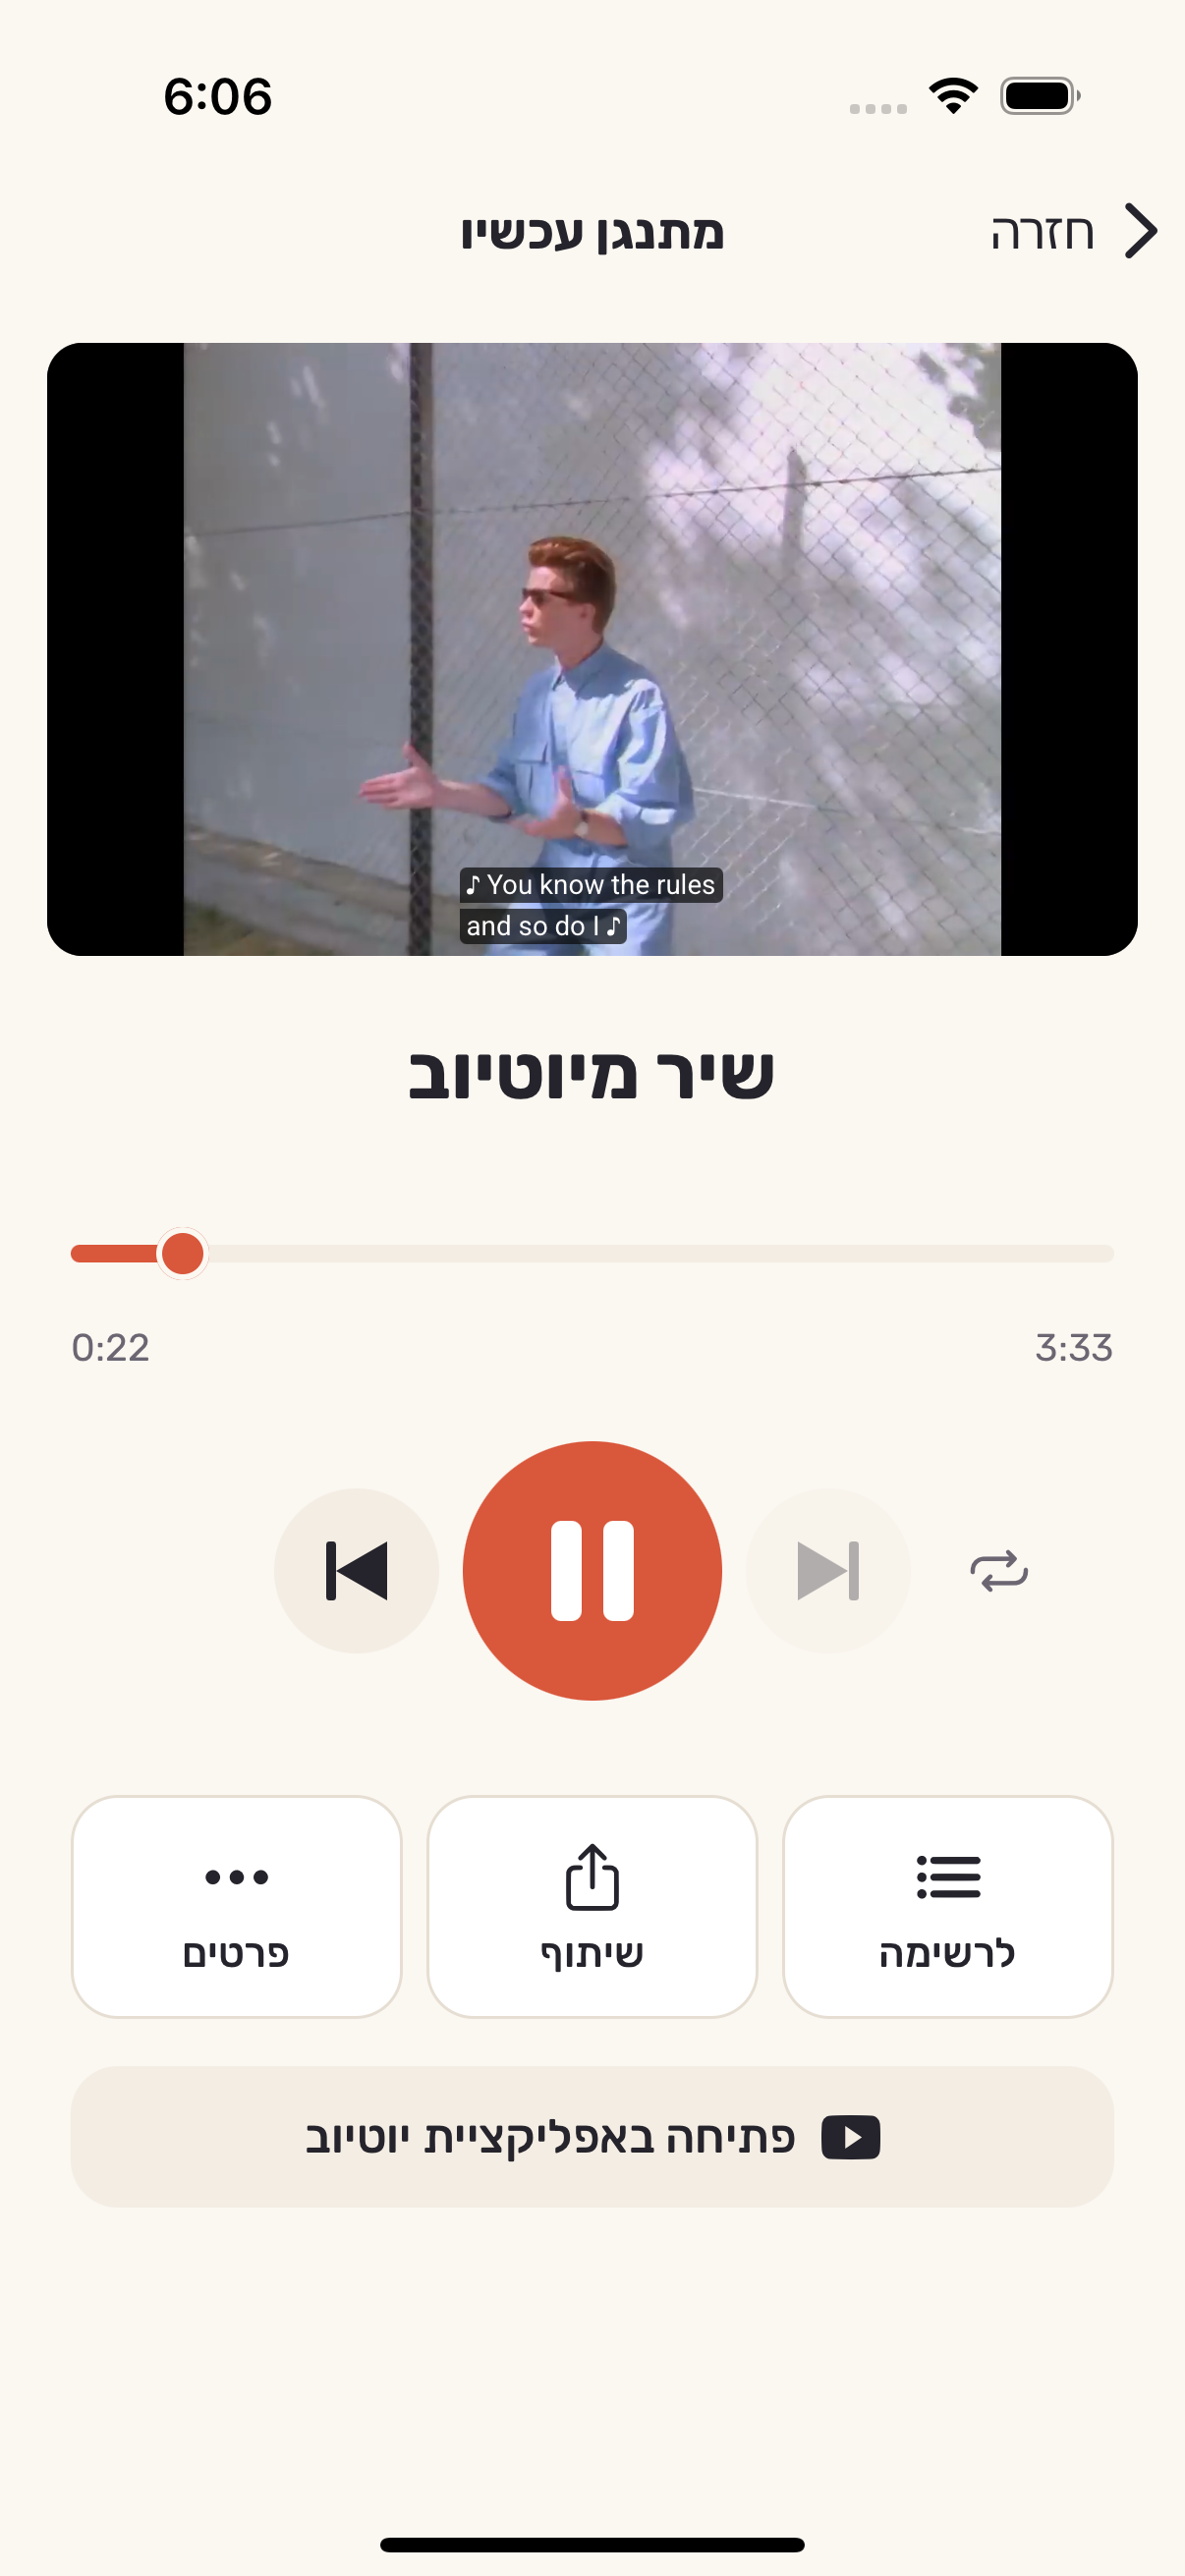 6:06
חזרה
מתנגן עכשיו
♪ You know the rules
and so do I ♪
שיר מיוטיוב
0:22
3:33
לרשימה
שיתוף
פרטים
פתיחה באפליקציית יוטיוב